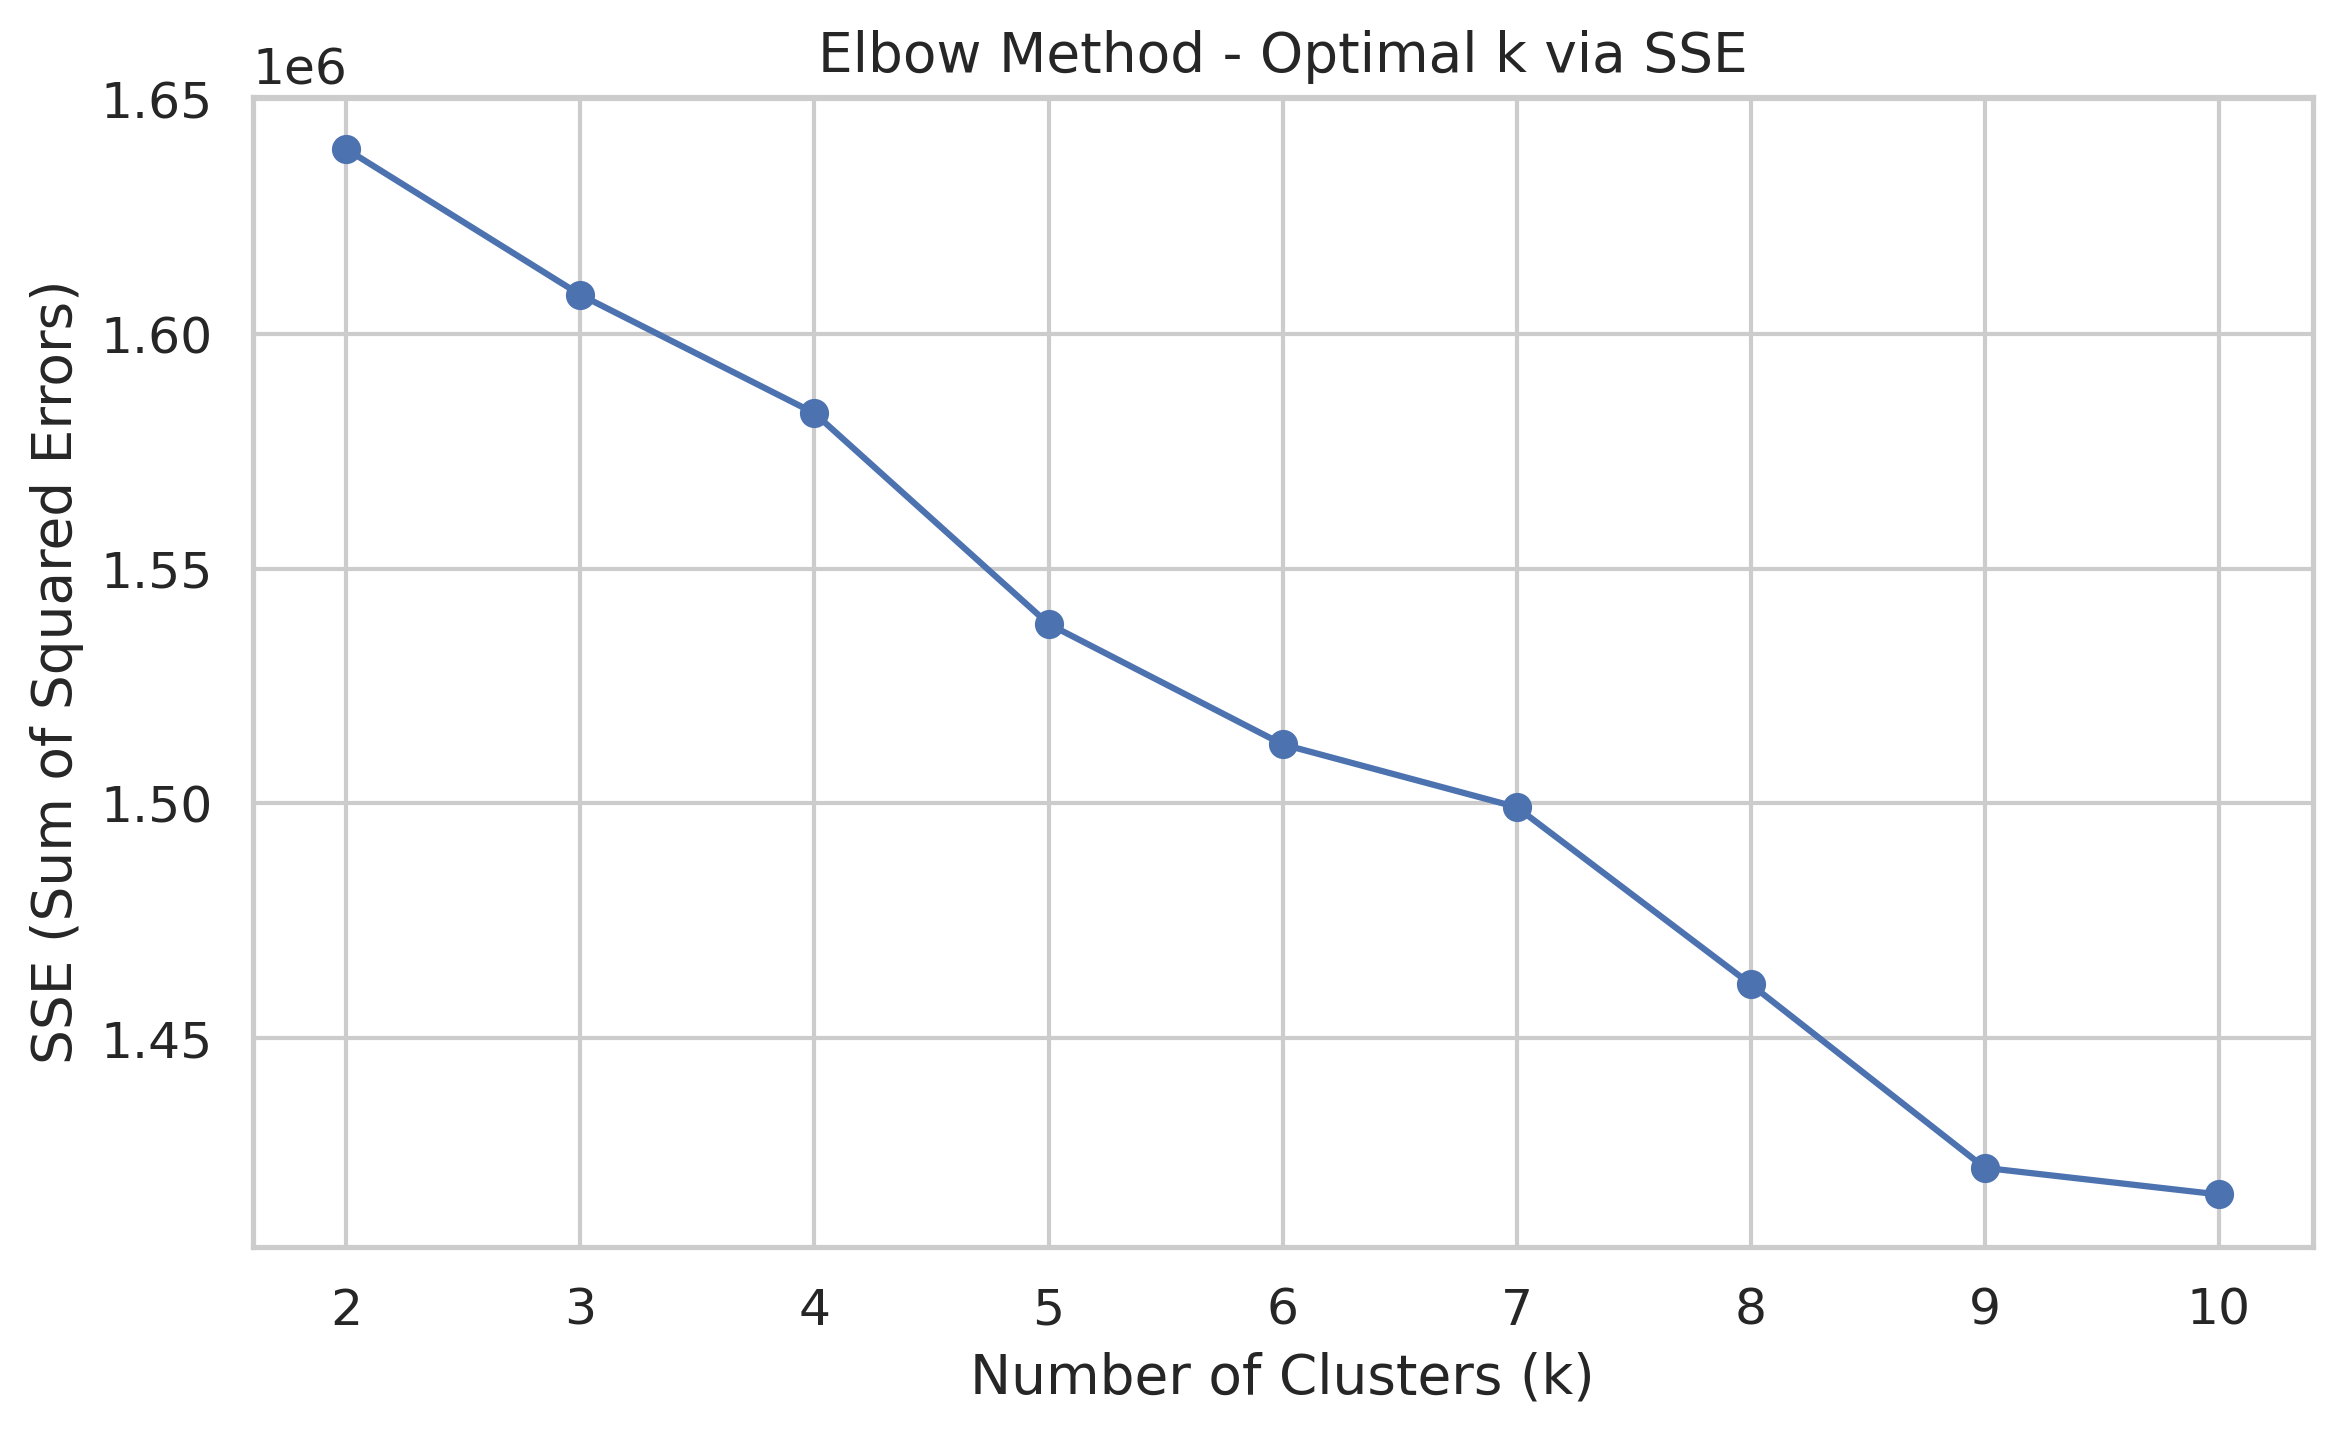 Elbow Method - Optimal k via SSE
1e6
1.65
1.60
1.55
1.50
1.45
SSE (Sum of Squared Errors)
2 3 4 5 6 7 8 9 10
Number of Clusters (k)